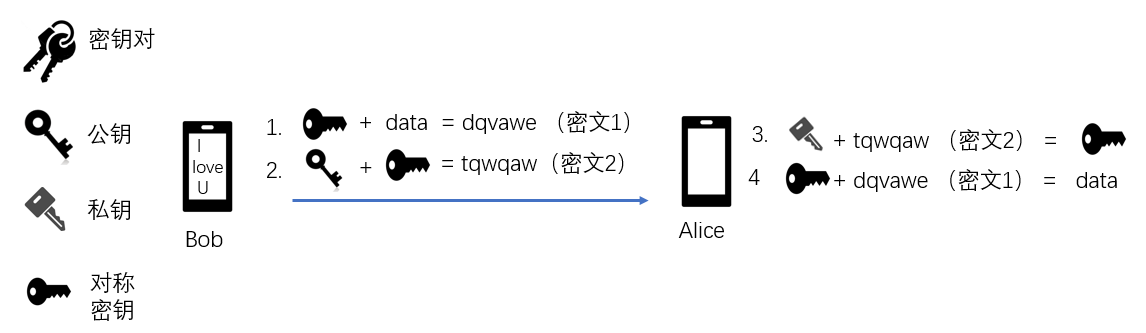 密钥对
公钥
私钥
对称
密钥
I
love
U
Bob
1. + data = dqvawe （密文1）
2. + = tqwqaw（密文2）
Alice
3. + tqwqaw （密文2） =
4 + dqvawe （密文1） = data